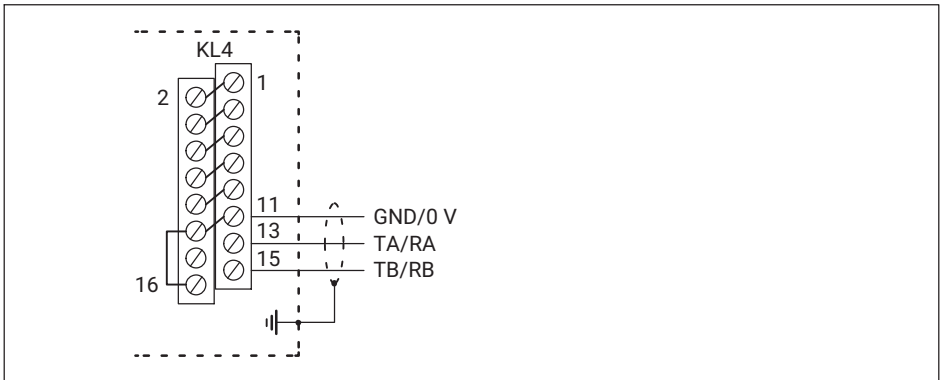 KL4
1
2
11
GND/0 V
13
TA/RA
15
TB/RB
16